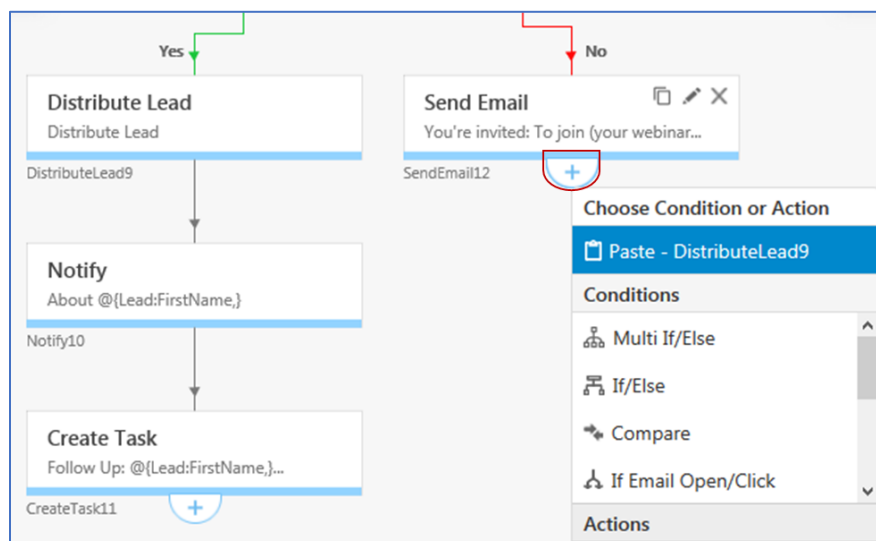 Yes
No
Distribute Lead
Distribute Lead
DistributeLead9
Send Email
You're invited: To join (your webinar...
SendEmail12
Choose Condition or Action
Paste - DistributeLead9
Conditions
Multi If/Else
If/Else
Compare
If Email Open/Click
Actions
Notify
About @{Lead:FirstName,}
Notify10
Create Task
Follow Up: @{Lead:FirstName,}...
CreateTask11